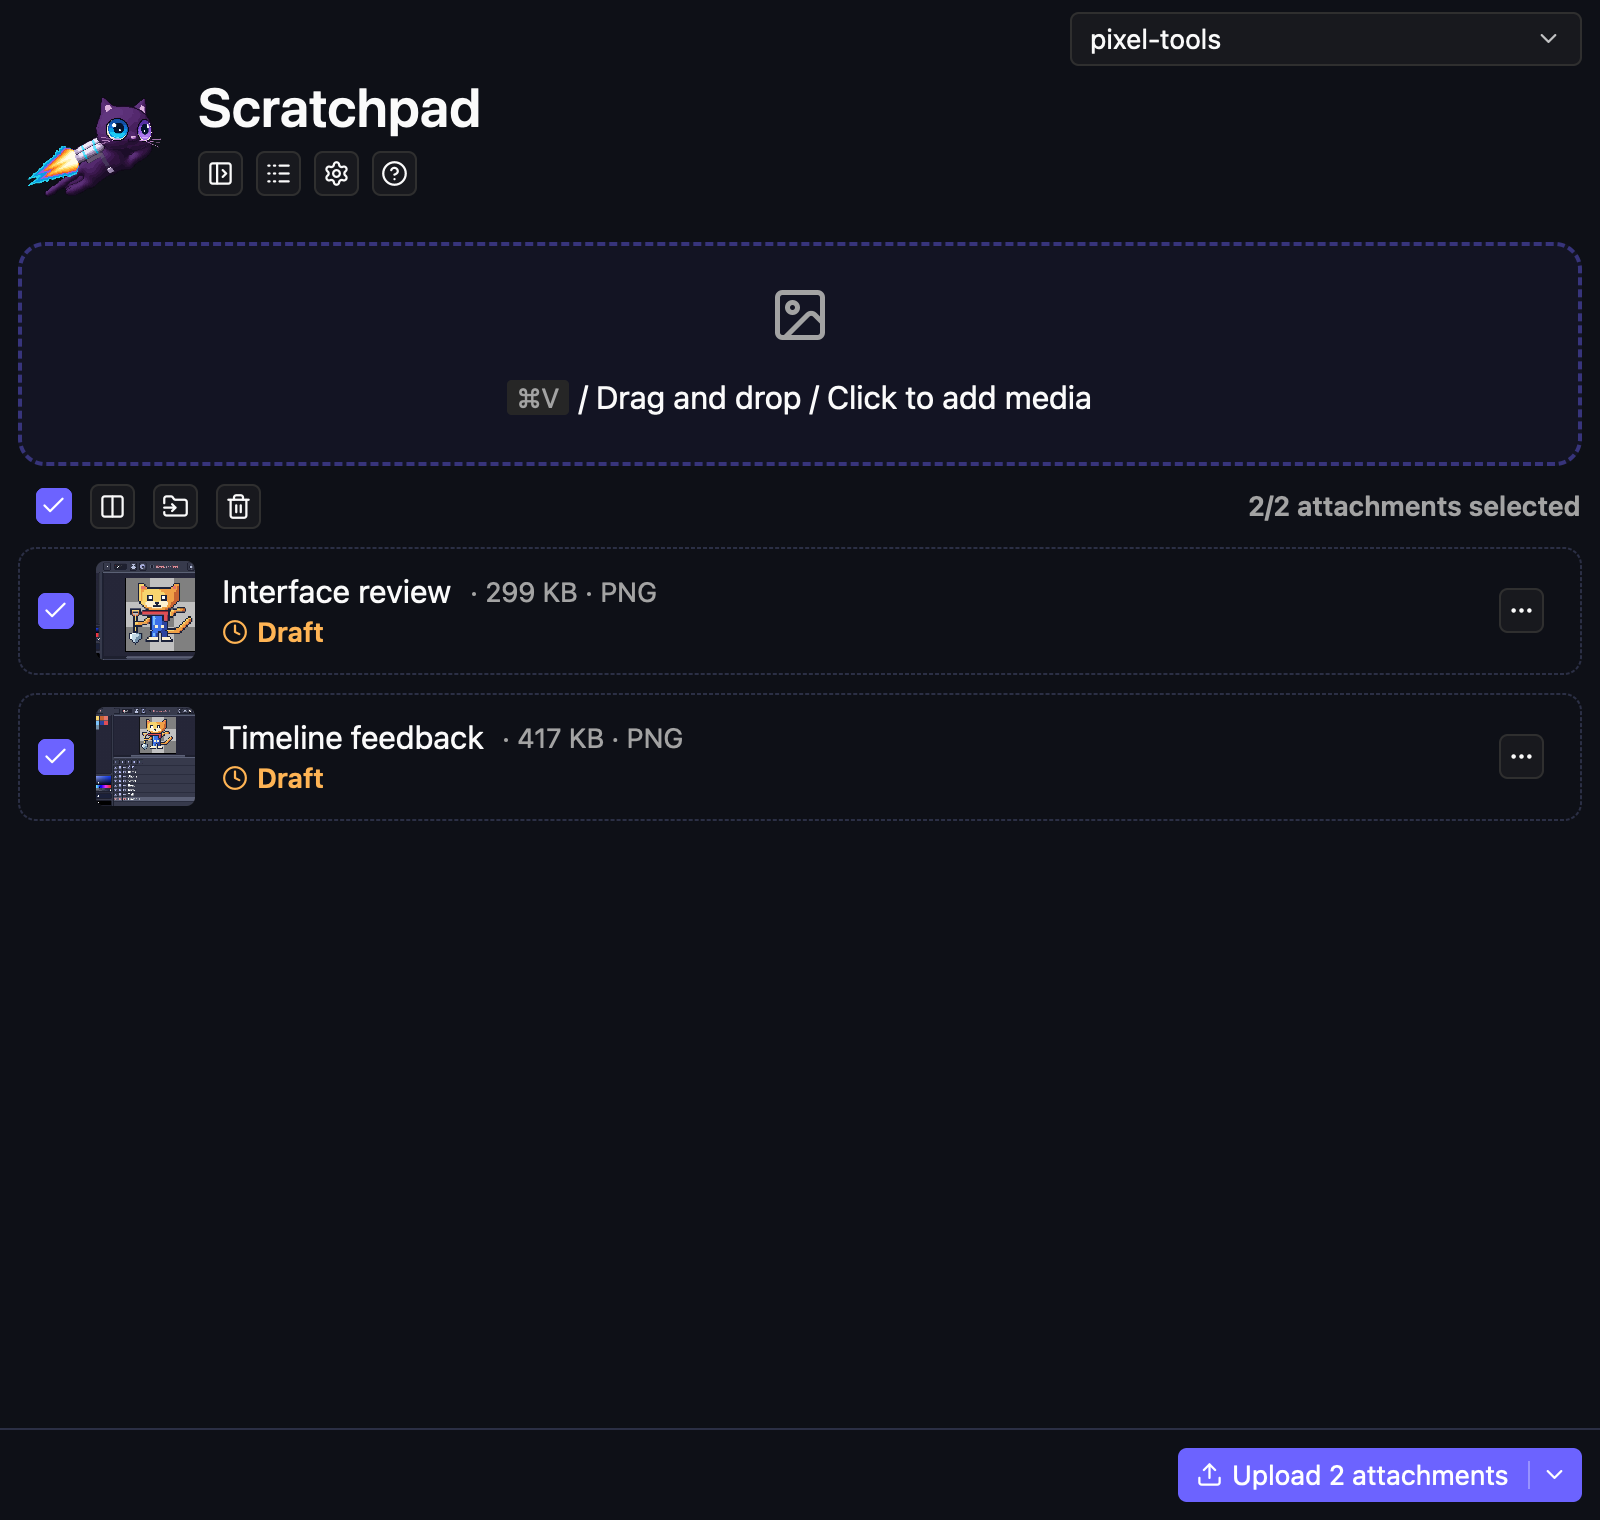 pixel-tools
Scratchpad
⌘V / Drag and drop / Click to add media
2/2 attachments selected
Interface review · 299 KB · PNG
Draft
Timeline feedback · 417 KB · PNG
Draft
Upload 2 attachments